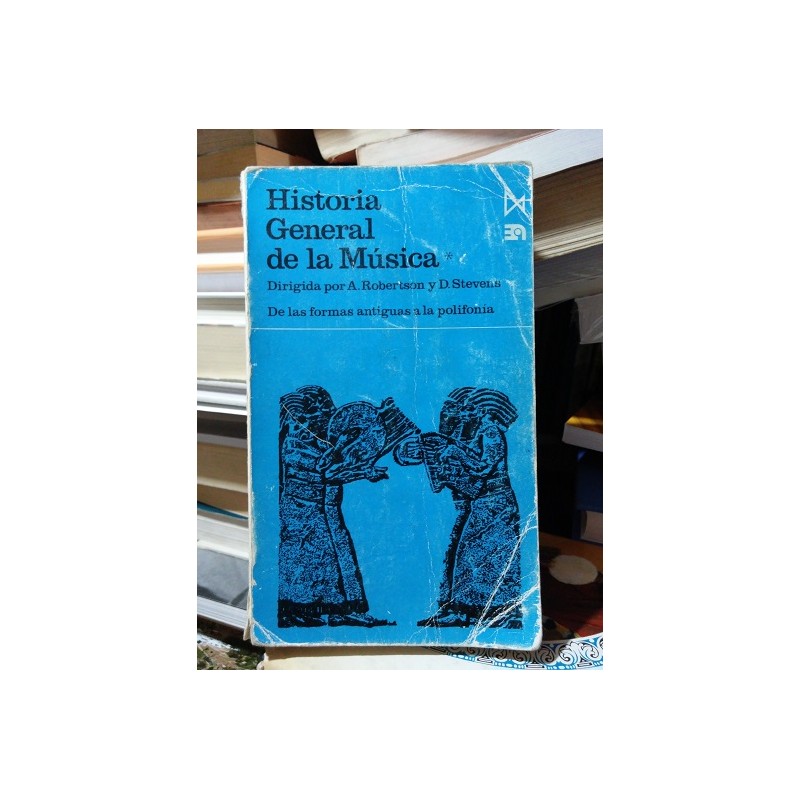 Historia
General
de la Música *
Dirigida por A. Robertson y D. Stevens
De las formas antiguas a la polifonía